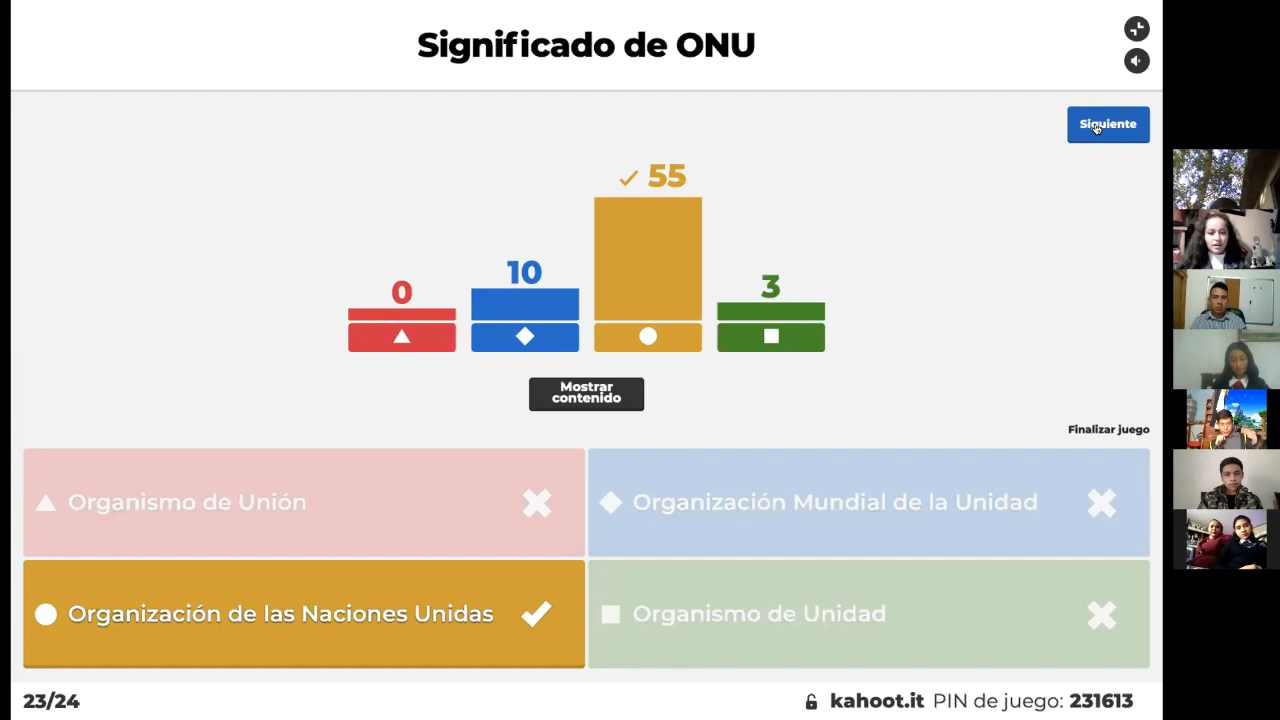 Significado de ONU
Siguiente
55
10
0
3
Mostrar
contenido
Finalizar juego
Organismo de Unión
Organización Mundial de la Unidad
Organización de las Naciones Unidas
Organismo de Unidad
23/24
kahoot.it PIN de juego: 231613